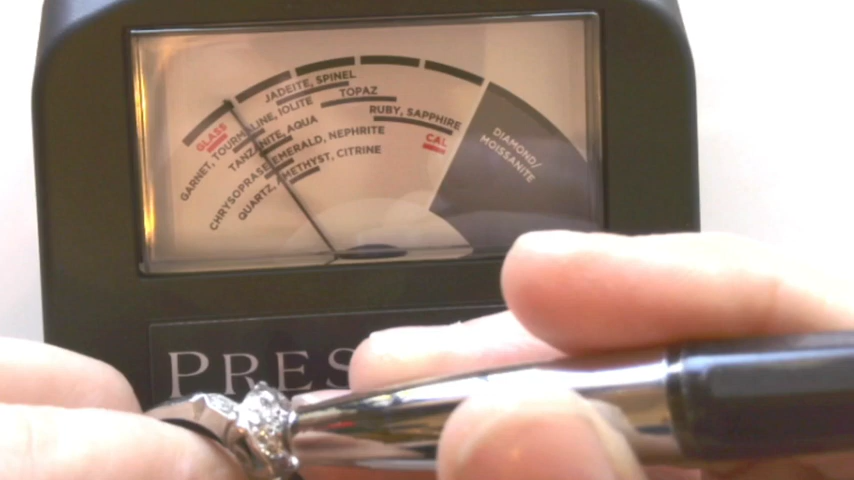 JADEITE, SPINEL
TOPAZ
GARNET, TOURMALINE, IOLITE
RUBY, SAPPHIRE
GLASS
TANZANITE, AQUA
CAL
CHRYSOPRASE, EMERALD, NEPHRITE
QUARTZ, AMETHYST, CITRINE
DIAMOND/
MOISSANITE
PRES